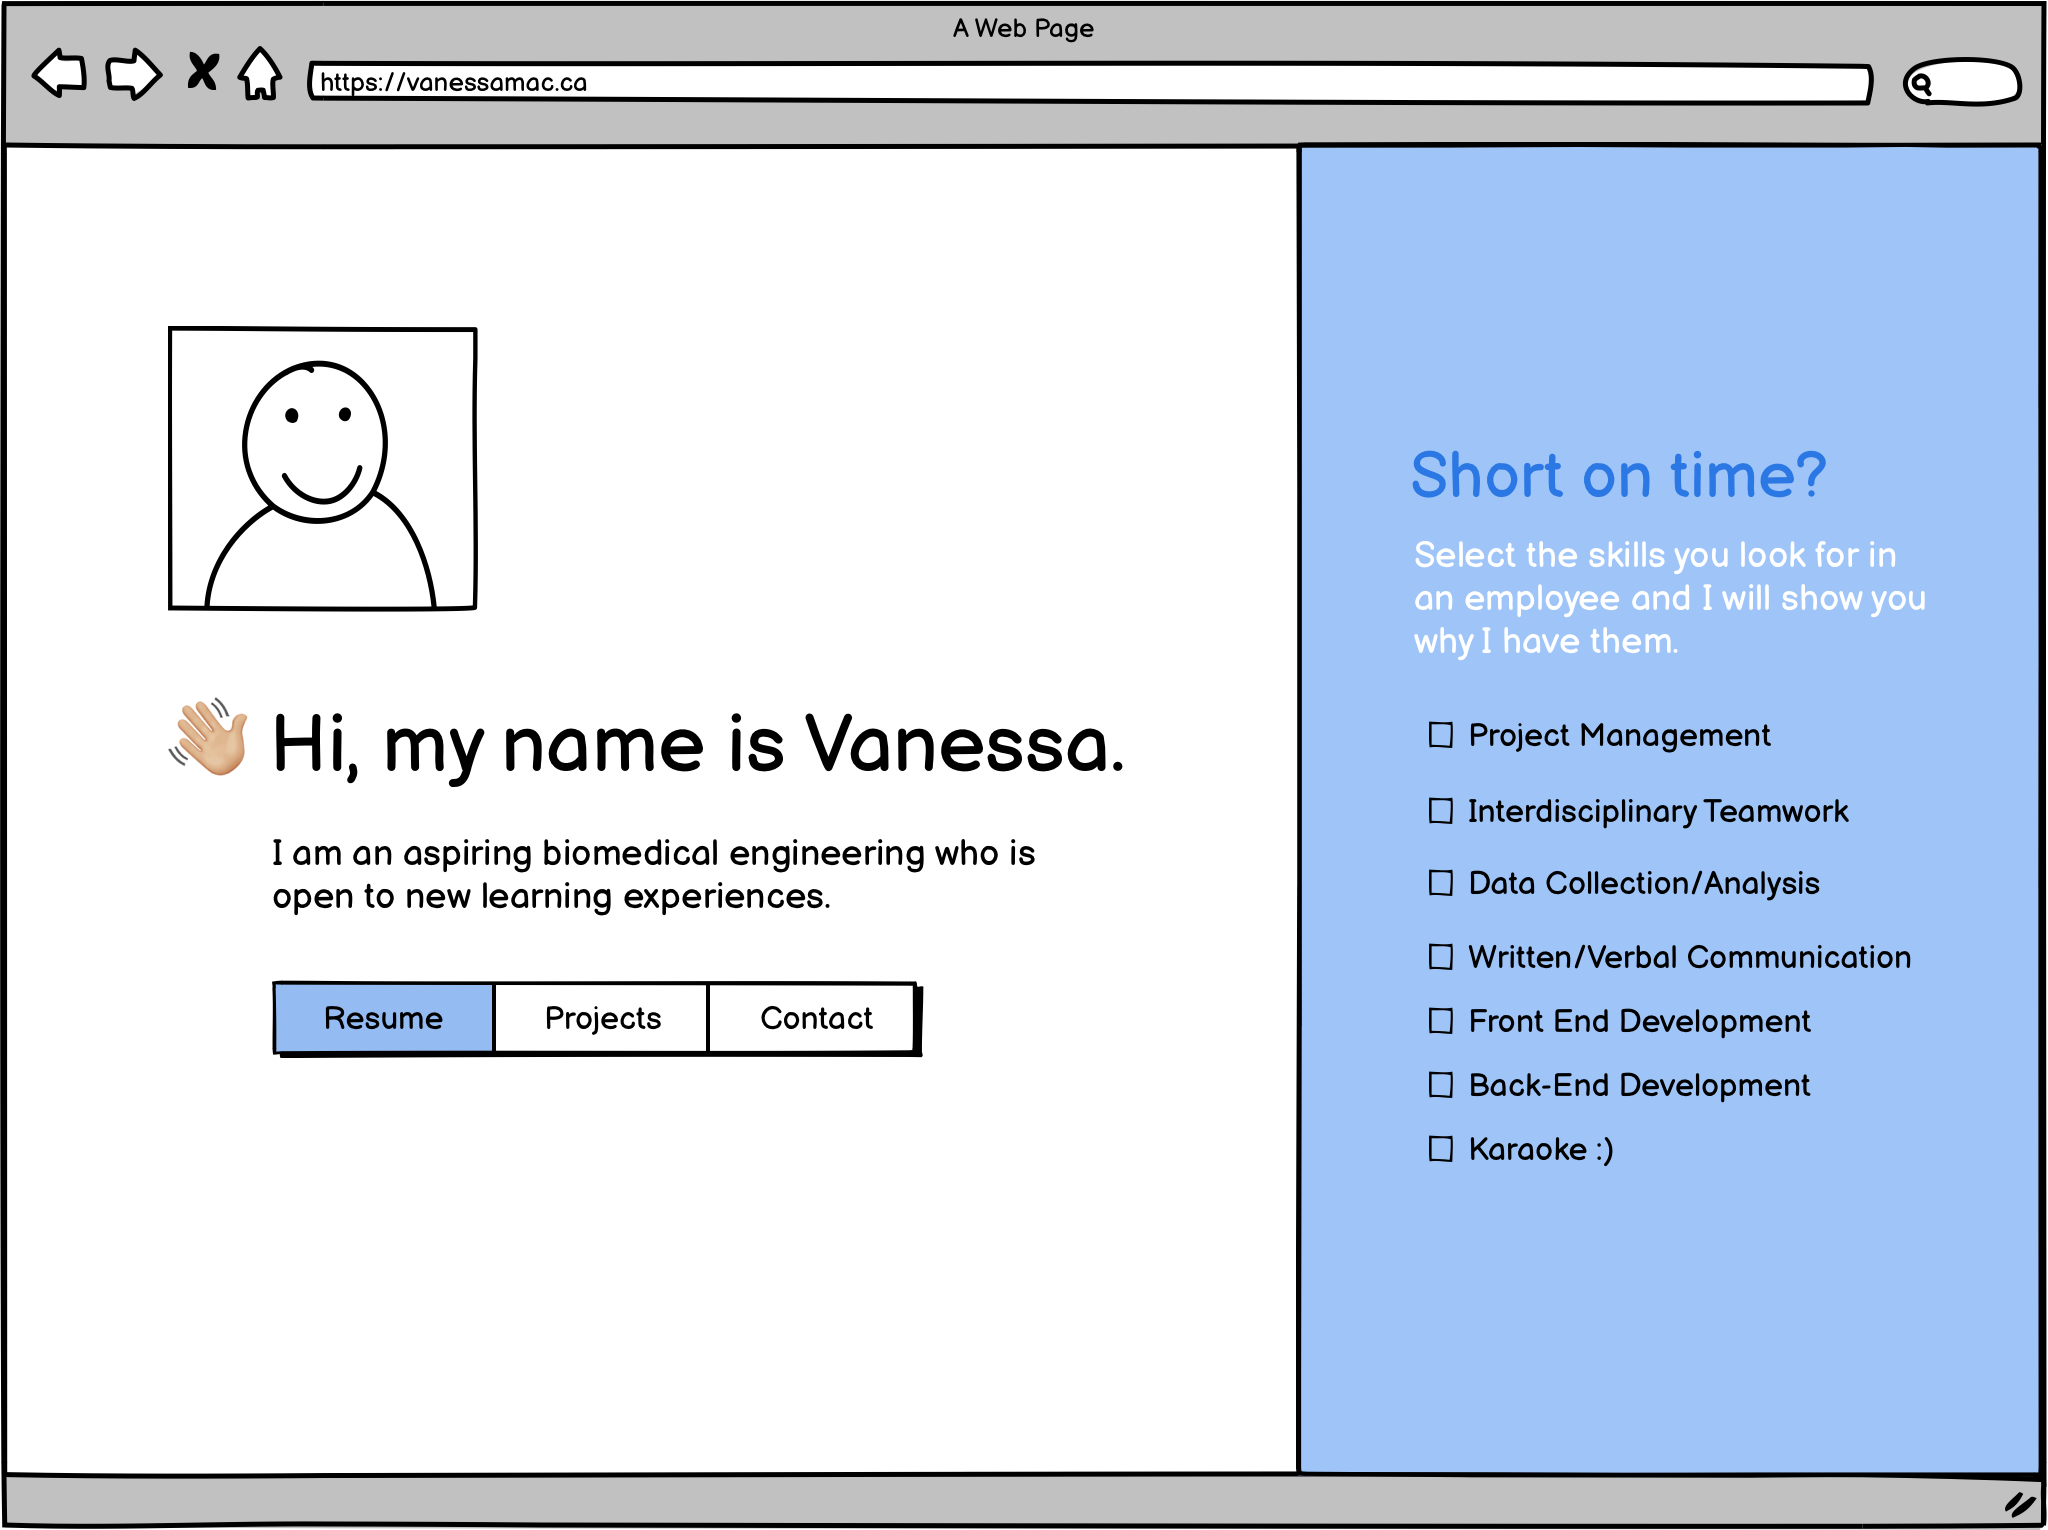 A Web Page
https://vanessamac.ca
Hi, my name is Vanessa.
I am an aspiring biomedical engineering who is
open to new learning experiences.
Resume
Projects
Contact
Short on time?
Select the skills you look for in
an employee and I will show you
why I have them.
Project Management
Interdisciplinary Teamwork
Data Collection/Analysis
Written/Verbal Communication
Front End Development
Back-End Development
Karaoke :)